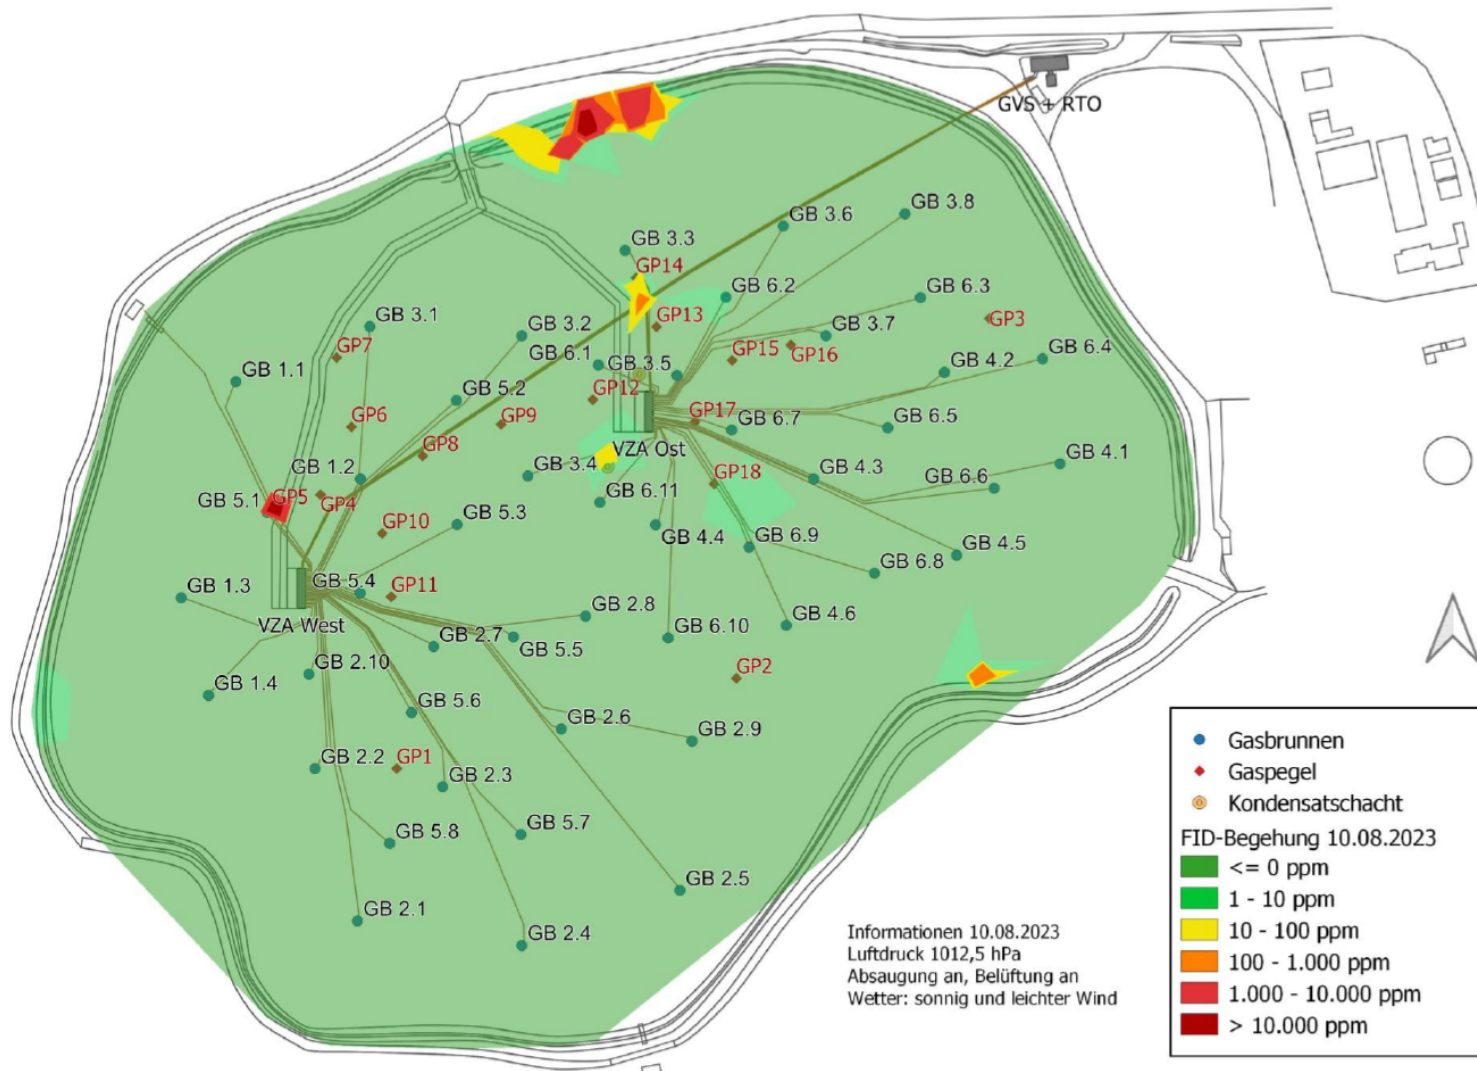 GVS + RTO
GB 3.8
GB 3.6
GB 3.3
GP14
GB 6.2
GB 6.3
GP3
GB 3.1
GB 3.2
GP13
GB 3.7
GP7
GB 6.1
GB 3.5
GP15
GP16
GB 4.2
GB 6.4
GB 1.1
GB 5.2
GP12
GP6
GP9
GP17
GB 6.7
GB 6.5
GP8
VZA Ost
GB 4.1
GB 1.2
GB 3.4
GP18
GB 4.3
GB 6.6
GB 5.1
GP5
GP4
GB 6.11
GP10
GB 5.3
GB 4.4
GB 6.9
GB 4.5
GB 6.8
GB 1.3
GB 5.4
GP11
GB 2.8
GB 4.6
VZA West
GB 2.7
GB 5.5
GB 6.10
GB 2.10
GP2
GB 1.4
GB 5.6
GB 2.6
GB 2.9
GB 2.2
GP1
GB 2.3
GB 5.8
GB 5.7
GB 2.5
GB 2.1
GB 2.4
Informationen 10.08.2023
Luftdruck 1012,5 hPa
Absaugung an, Belüftung an
Wetter: sonnig und leichter Wind
Gasbrunnen
Gaspegel
Kondensatschacht
FID-Begehung 10.08.2023
<= 0 ppm
1 - 10 ppm
10 - 100 ppm
100 - 1.000 ppm
1.000 - 10.000 ppm
> 10.000 ppm